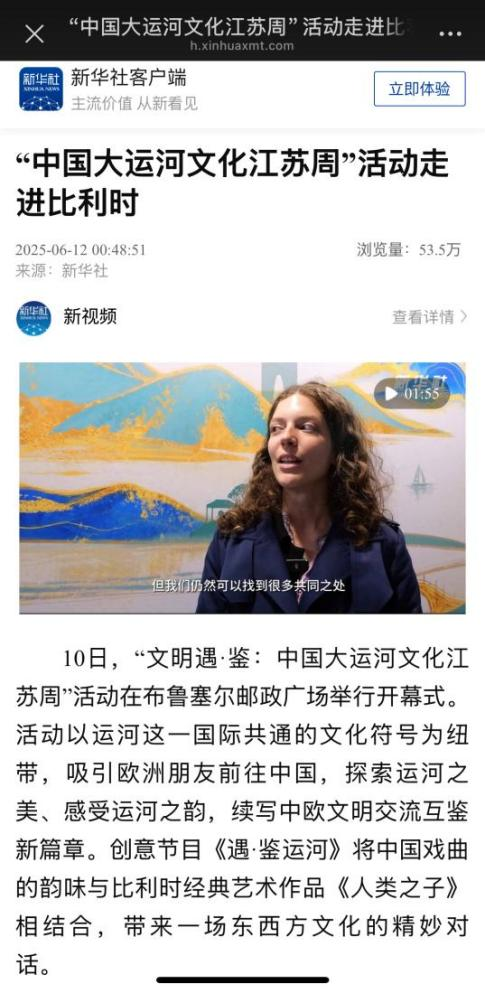 “中国大运河文化江苏周”活动走进比
h.xinhuaxmt.com
新华社
XINHUA NEWS
新华社客户端
主流价值 从新看见
立即体验
“中国大运河文化江苏周”活动走
进比利时
2025-06-12 00:48:51
浏览量：53.5万
来源：新华社
新华社
新视频
查看详情
新华社
01:55
但我们仍然可以找到很多共同之处
10日，“文明遇·鉴：中国大运河文化江
苏周”活动在布鲁塞尔邮政广场举行开幕式。
活动以运河这一国际共通的文化符号为纽
带，吸引欧洲朋友前往中国，探索运河之
美、感受运河之韵，续写中欧文明交流互鉴
新篇章。创意节目《遇·鉴运河》将中国戏曲
的韵味与比利时经典艺术作品《人类之子》
相结合，带来一场东西方文化的精妙对
话。